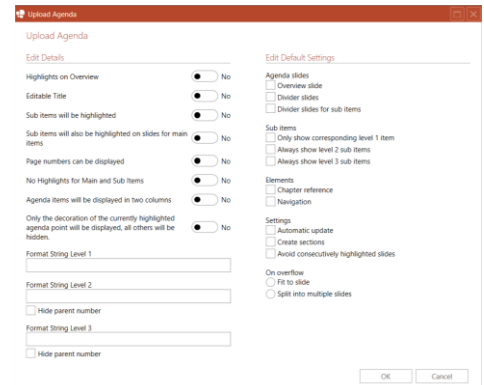 Upload Agenda
Upload Agenda
Edit Details
Highlights on Overview
No
Editable Title
No
Sub items will be highlighted
No
Sub items will also be highlighted on slides for main
items
No
Page numbers can be displayed
No
No Highlights for Main and Sub Items
No
Agenda items will be displayed in two columns
No
Only the decoration of the currently highlighted
agenda point will be displayed, all others will be
hidden.
No
Format String Level 1
Format String Level 2
Hide parent number
Format String Level 3
Hide parent number
Edit Default Settings
Agenda slides
Overview slide
Divider slides
Divider slides for sub items
Sub items
Only show corresponding level 1 item
Always show level 2 sub items
Always show level 3 sub items
Elements
Chapter reference
Navigation
Settings
Automatic update
Create sections
Avoid consecutively highlighted slides
On overflow
Fit to slide
Split into multiple slides
OK
Cancel